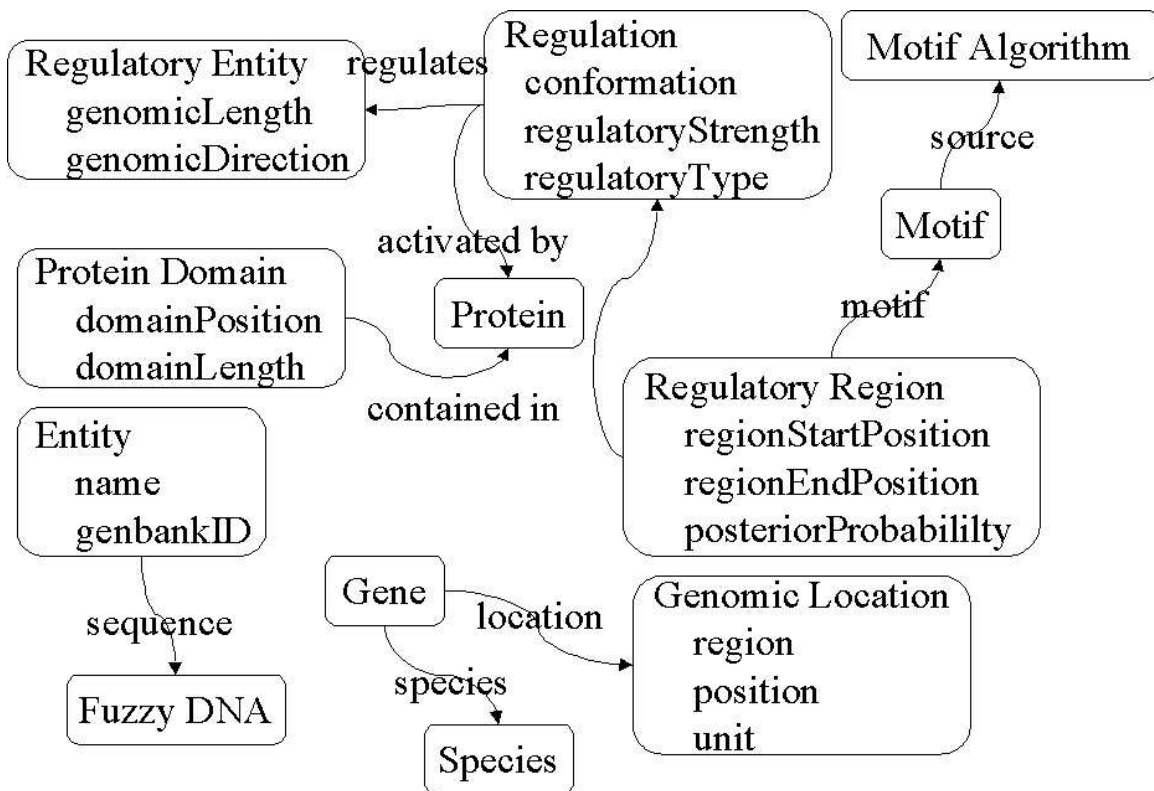 Regulatory Entity
genomicLength
genomicDirection
regulates
Regulation
conformation
regulatoryStrength
regulatoryType
Motif Algorithm
source
Motif
activated by
Protein Domain
domainPosition
domainLength
Protein
contained in
motif
Regulatory Region
regionStartPosition
regionEndPosition
posteriorProbabililty
Entity
name
genbankID
sequence
Fuzzy DNA
Gene
location
species
Species
Genomic Location
region
position
unit